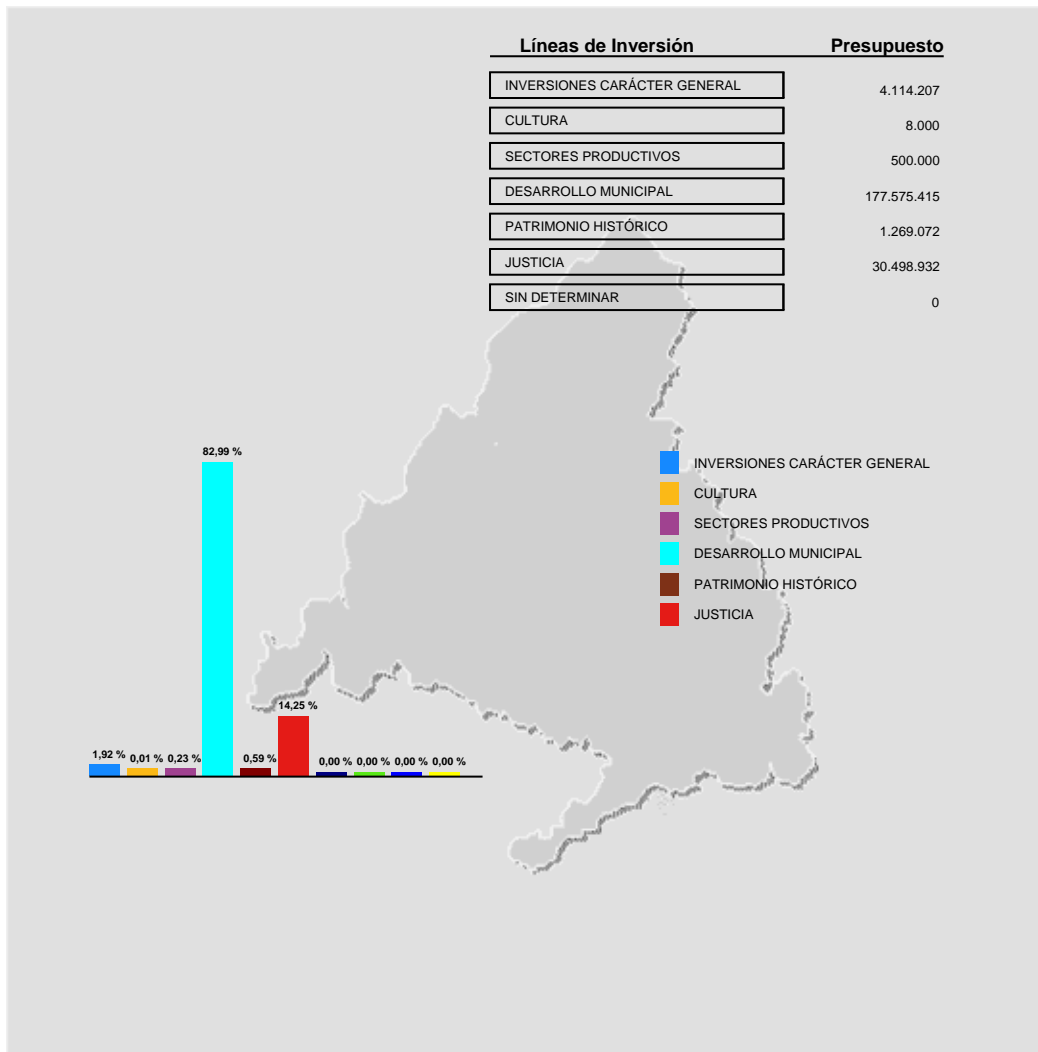 Líneas de Inversión Presupuesto
INVERSIONES CARÁCTER GENERAL 4.114.207
CULTURA 8.000
SECTORES PRODUCTIVOS 500.000
DESARROLLO MUNICIPAL 177.575.415
PATRIMONIO HISTÓRICO 1.269.072
JUSTICIA 30.498.932
SIN DETERMINAR 0
82,99 %
INVERSIONES CARÁCTER GENERAL
CULTURA
SECTORES PRODUCTIVOS
DESARROLLO MUNICIPAL
PATRIMONIO HISTÓRICO
JUSTICIA
14,25 %
1,92 % 0,01 % 0,23 % 0,59 % 0,00 % 0,00 % 0,00 % 0,00 %